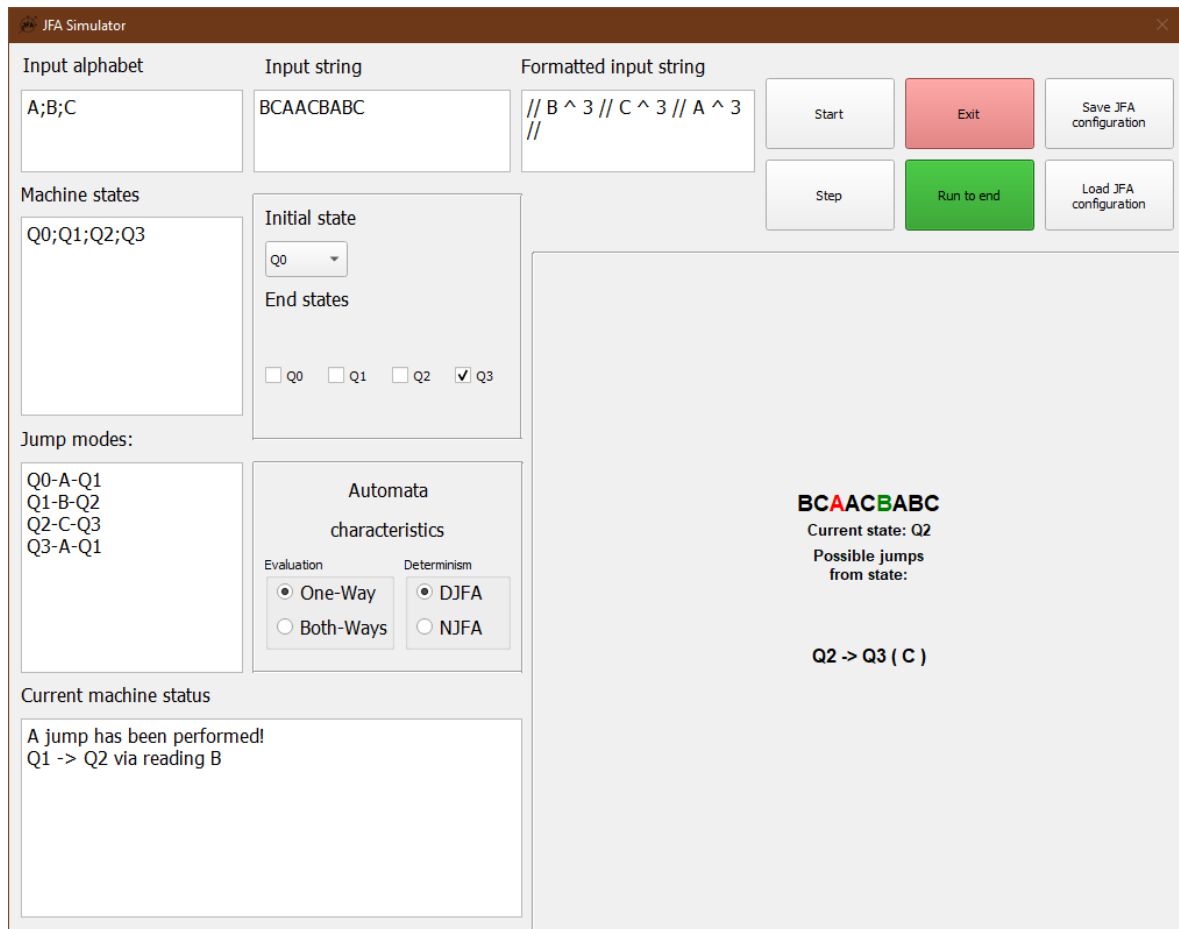 JFA Simulator
Input alphabet
Input string
Formatted input string
A;B;C
BCAACBABC
// B ^ 3 // C ^ 3 // A ^ 3
//
Start
Exit
Save JFA
configuration
Step
Run to end
Load JFA
configuration
Machine states
Q0;Q1;Q2;Q3
Initial state
Q0
End states
Q0
Q1
Q2
Q3
Jump modes:
Q0-A-Q1
Q1-B-Q2
Q2-C-Q3
Q3-A-Q1
Automata
characteristics
Evaluation
Determinism
One-Way
DJFA
Both-Ways
NJFA
BCAACBABC
Current state: Q2
Possible jumps
from state:
Q2 -> Q3 ( C )
Current machine status
A jump has been performed!
Q1 -> Q2 via reading B